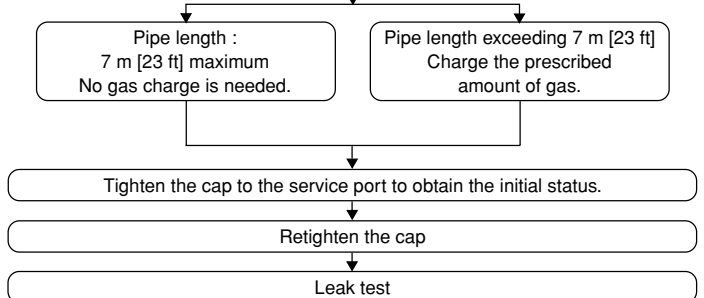 Pipe length :
7 m [23 ft] maximum
No gas charge is needed.
Pipe length exceeding 7 m [23 ft]
Charge the prescribed
amount of gas.
Tighten the cap to the service port to obtain the initial status.
Retighten the cap
Leak test